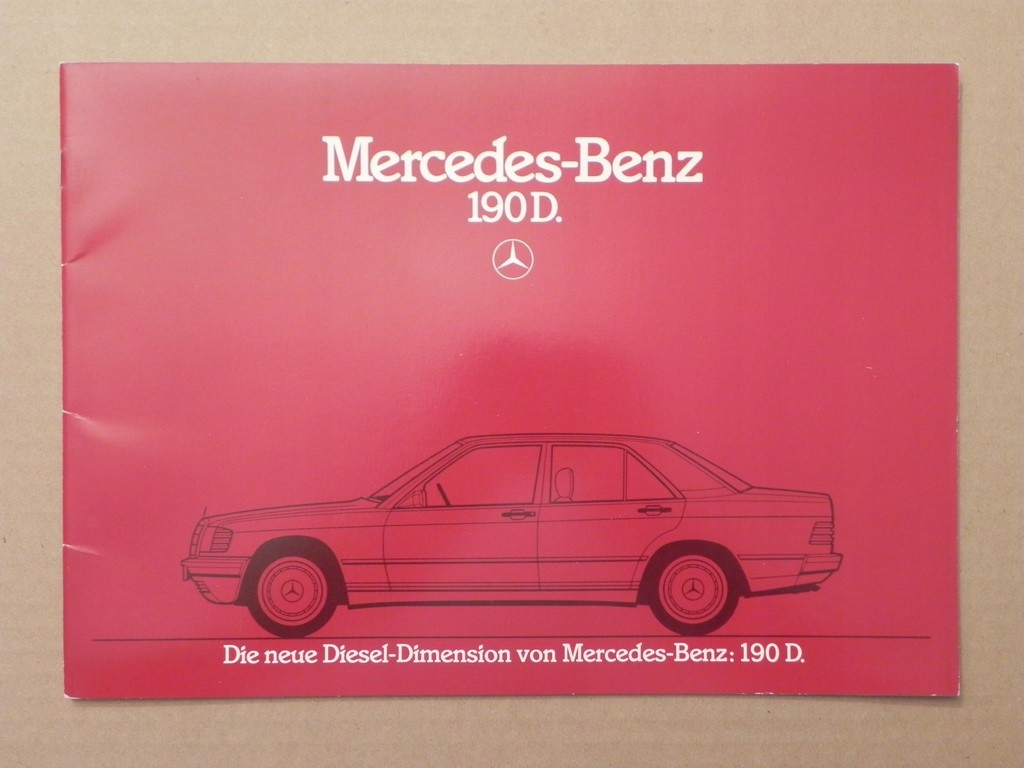 Mercedes-Benz
190 D.
Die neue Diesel-Dimension von Mercedes-Benz: 190 D.